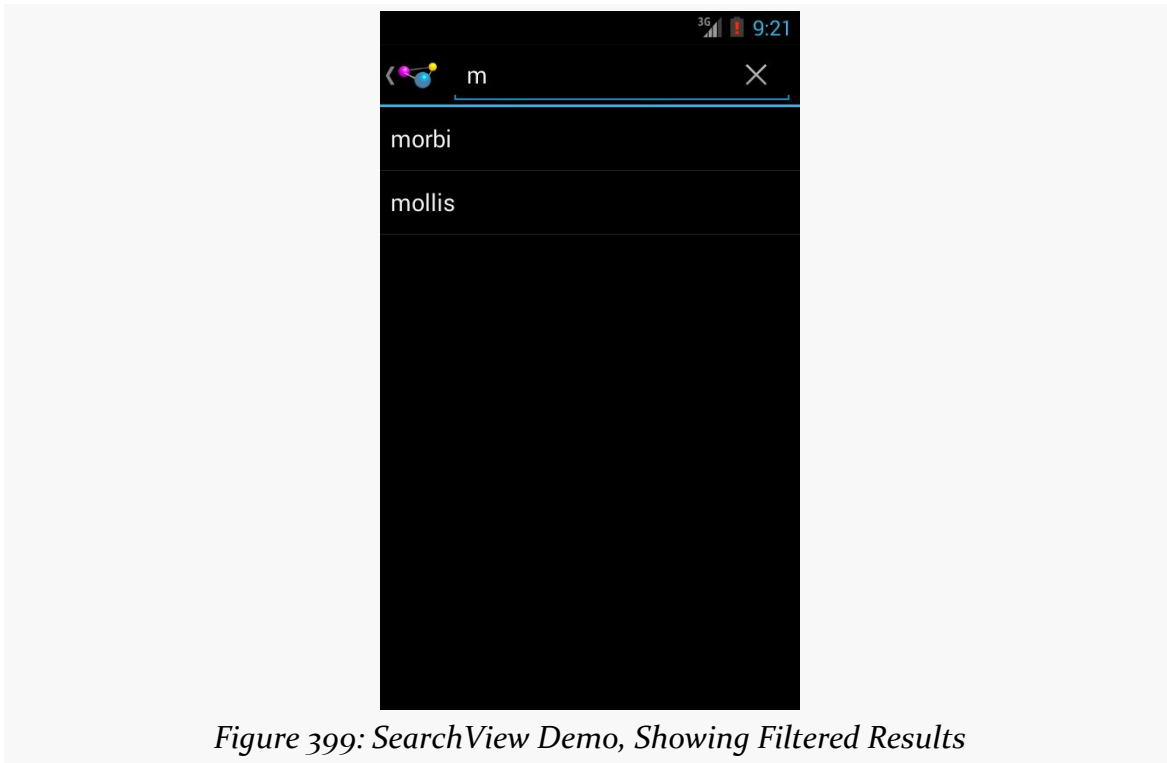 3G 9:21
m
morbi
mollis
Figure 399: SearchView Demo, Showing Filtered Results